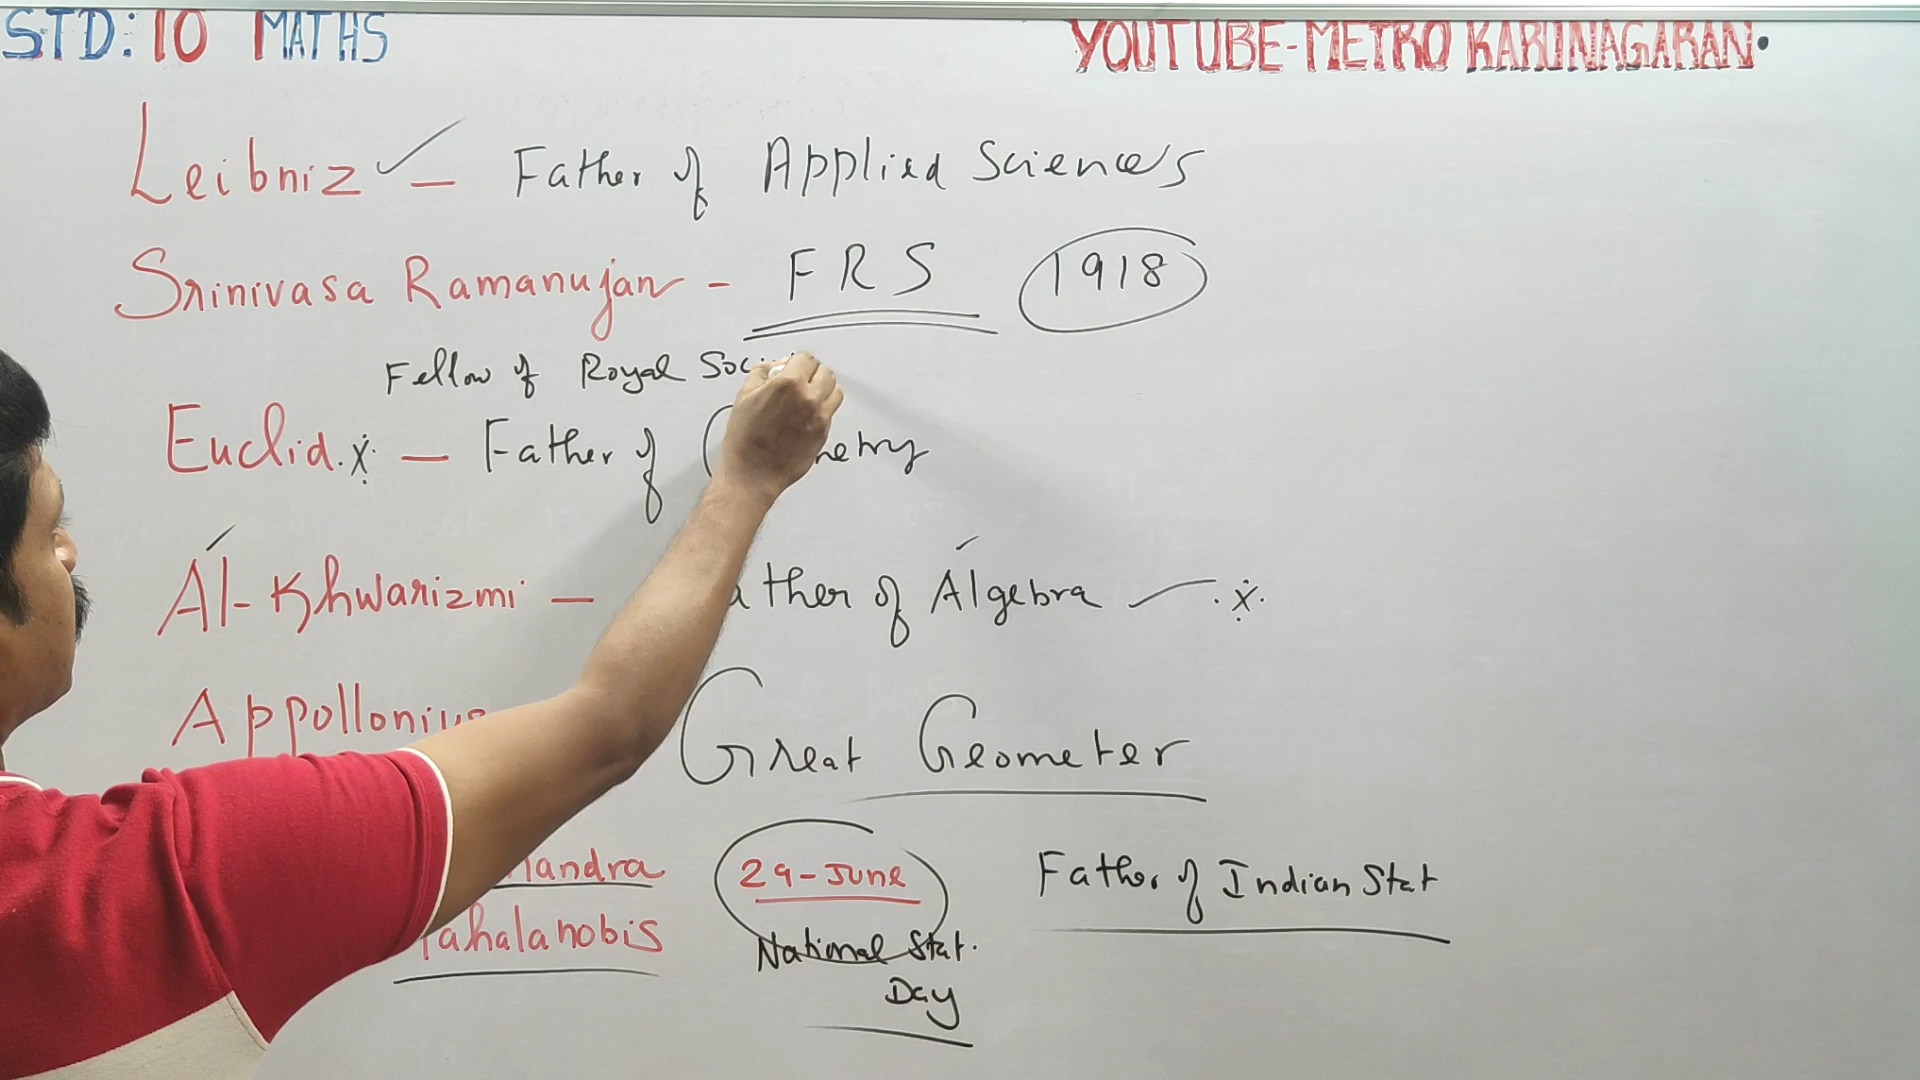 STD: 10 MATHS
YOUTUBE-METRO KARUNAGARAN
Leibniz ✓ — Father of Applied Sciences
Srinivasa Ramanujan - FRS 1918
Fellow of Royal
Euclid. — Father of
Al-Khwarizmi — of Algebra
Great Geometer
29-June Father of Indian Stat
National Stat.
Day